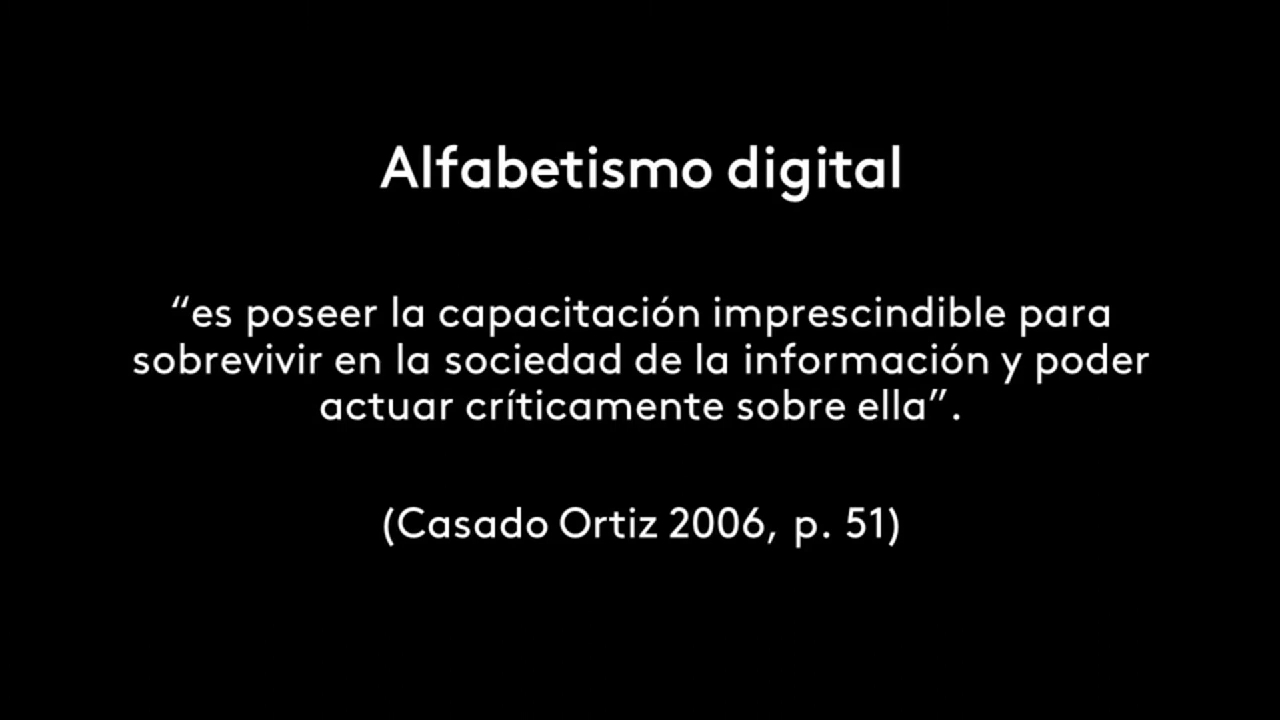 Alfabetismo digital
“es poseer la capacitación imprescindible para
sobrevivir en la sociedad de la información y poder
actuar críticamente sobre ella”.
(Casado Ortiz 2006, p. 51)